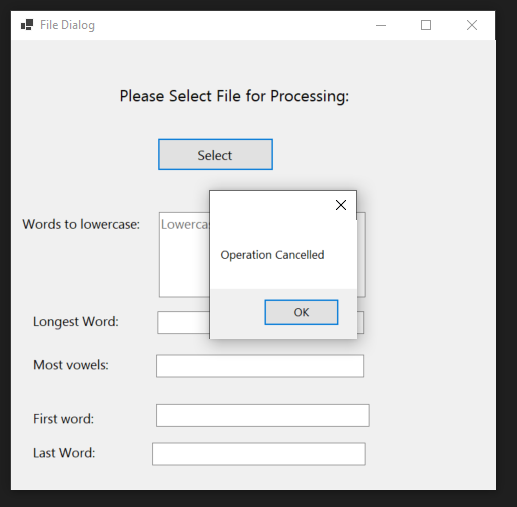 File Dialog
Please Select File for Processing:
Select
Words to lowercase:
Operation Cancelled
OK
Longest Word:
Most vowels:
First word:
Last Word: